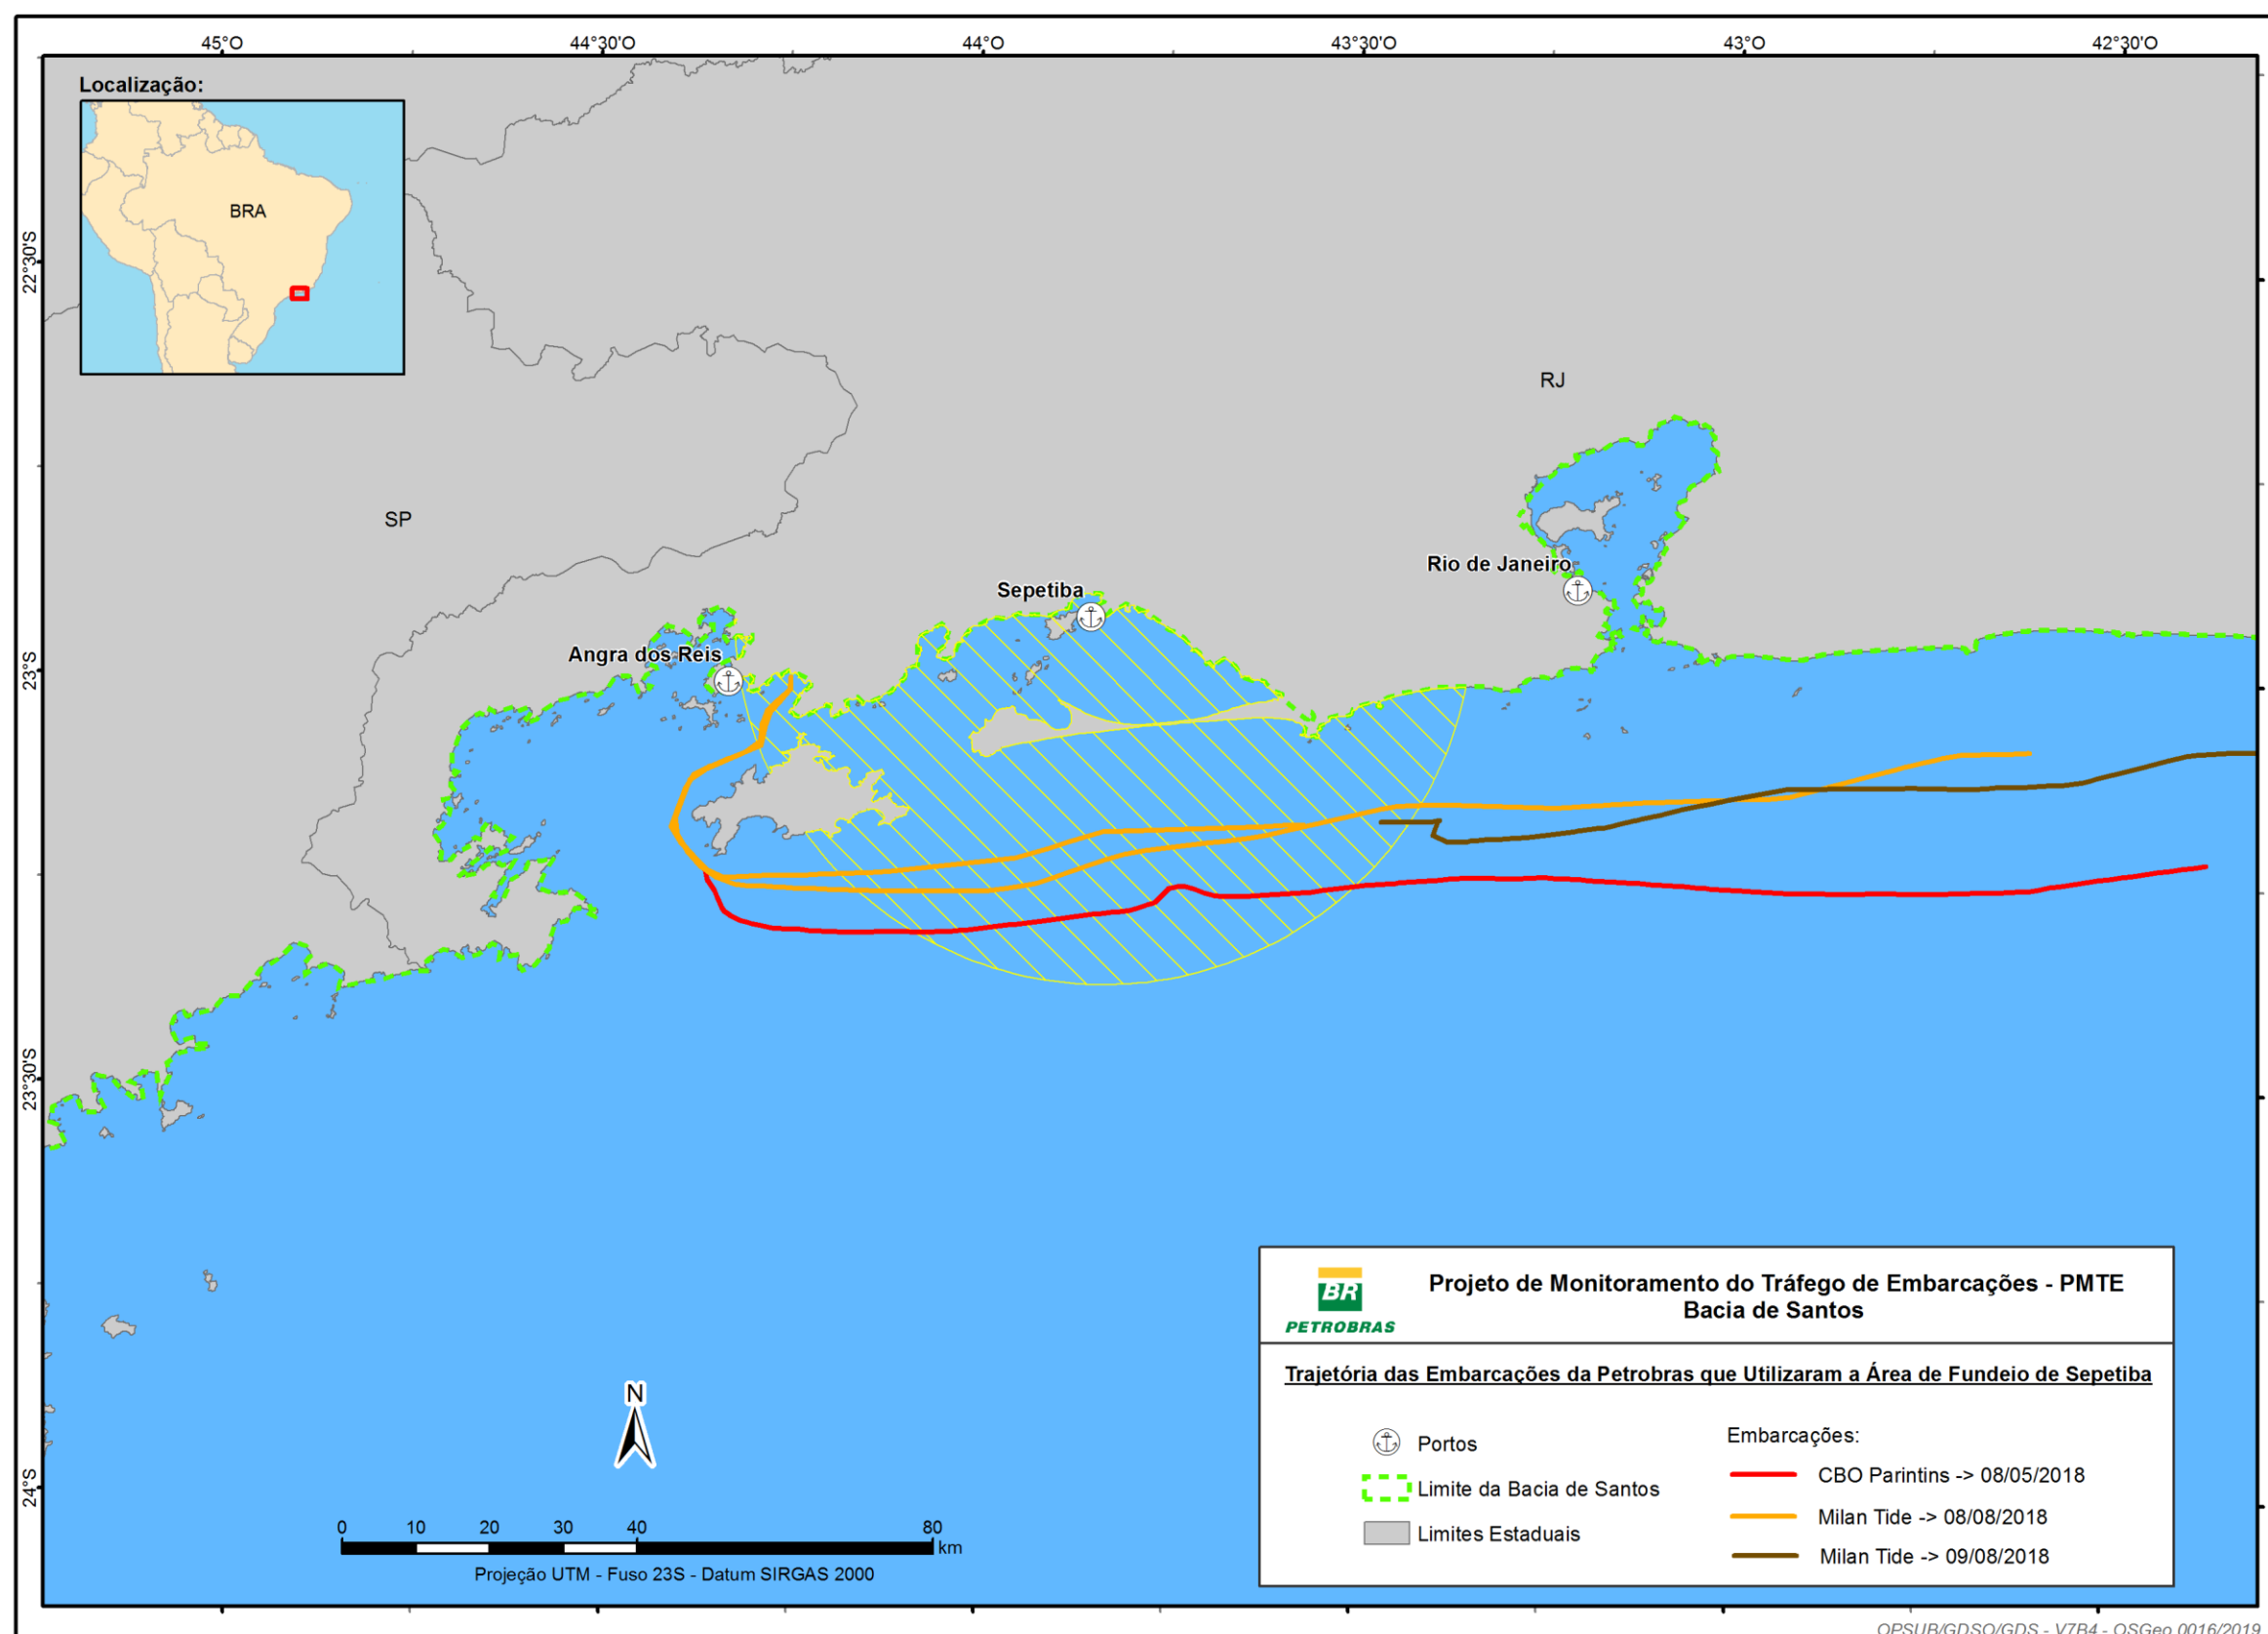 45°O 44°30'O 44°O 43°30'O 43°O 42°30'O
Localização:
BRA
22°30'S
RJ
SP
Rio de Janeiro
Sepetiba
Angra dos Reis
23°S
23°30'S
24°S
BR
PETROBRAS
Projeto de Monitoramento do Tráfego de Embarcações - PMTE
Bacia de Santos
Trajetória das Embarcações da Petrobras que Utilizaram a Área de Fundeio de Sepetiba
Portos
Limite da Bacia de Santos
Limites Estaduais
Embarcações:
CBO Parintins -> 08/05/2018
Milan Tide -> 08/08/2018
Milan Tide -> 09/08/2018
N
0 10 20 30 40 80
km
Projeção UTM - Fuso 23S - Datum SIRGAS 2000
OPSUB/GDSO/GDS - V7B4 - OSGeo 0016/2019